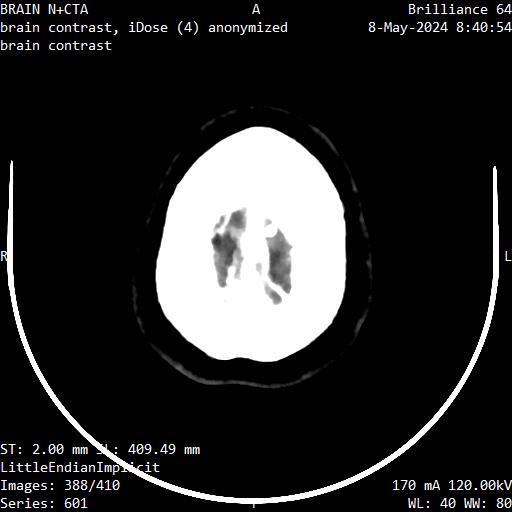 BRAIN N+CTA
A
Brilliance 64
brain contrast, iDose (4) anonymized
8-May-2024 8:40:54
brain contrast
R
L
ST: 2.00 mm SL: 409.49 mm
LittleEndianImplicit
Images: 388/410
170 mA 120.00kV
Series: 601
WL: 40 WW: 80